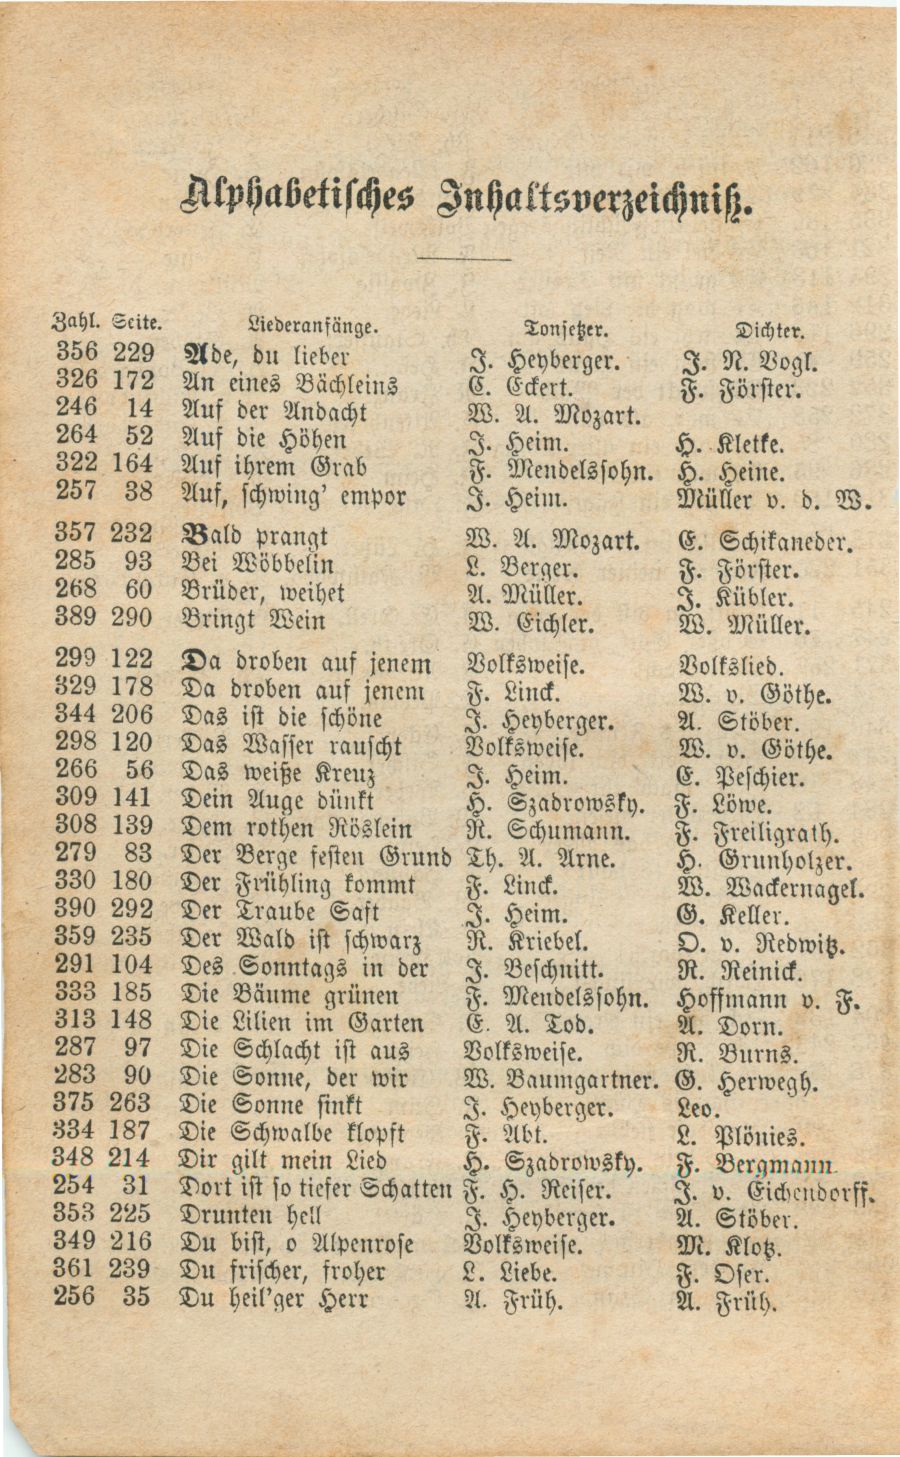 Alphabetisches Inhaltsverzeichniß.
Zahl. Seite. Liederanfänge. Tonsetzer. Dichter.
356 229 Ade, du lieber J. Heyberger. J. N. Vogl.
326 172 An eines Bächleins C. Eckert. F. Förster.
246 14 Auf der Andacht W. A. Mozart.
264 52 Auf die Höhen J. Heim. H. Kletke.
322 164 Auf ihrem Grab F. Mendelssohn. H. Heine.
257 38 Auf, schwing' empor J. Heim. Müller v. d. W.
357 232 Bald prangt W. A. Mozart. E. Schikaneder.
285 93 Bei Wöbbelin L. Berger. F. Förster.
268 60 Brüder, weihet A. Müller. J. Kübler.
389 290 Bringt Wein W. Eichler. W. Müller.
299 122 Da droben auf jenem Volksweise. Volkslied.
329 178 Da droben auf jenem F. Linck. W. v. Göthe.
344 206 Das ist die schöne J. Heyberger. A. Stöber.
298 120 Das Wasser rauscht Volksweise. W. v. Göthe.
266 56 Das weiße Kreuz J. Heim. E. Peschier.
309 141 Dein Auge dünkt H. Szadrowsky. F. Löwe.
308 139 Dem rothen Röslein R. Schumann. F. Freiligrath.
279 83 Der Berge festen Grund Th. A. Arne. H. Grunholzer.
330 180 Der Frühling kommt F. Linck. W. Wackernagel.
390 292 Der Traube Saft J. Heim. G. Keller.
359 235 Der Wald ist schwarz R. Kriebel. O. v. Redwitz.
291 104 Des Sonntags in der J. Beschnitt. R. Reinick.
333 185 Die Bäume grünen F. Mendelssohn. Hoffmann v. F.
313 148 Die Lilien im Garten E. A. Tod. A. Dorn.
287 97 Die Schlacht ist aus Volksweise. R. Burns.
283 90 Die Sonne, der wir W. Baumgartner. G. Herwegh.
375 263 Die Sonne sinkt J. Heyberger. Leo.
334 187 Die Schwalbe klopft F. Abt. L. Plönies.
348 214 Dir gilt mein Lied H. Szadrowsky. F. Bergmann.
254 31 Dort ist so tiefer Schatten F. H. Reiser. J. v. Eichendorff.
353 225 Drunten hell J. Heyberger. A. Stöber.
349 216 Du bist, o Alpenrose Volksweise. M. Klotz.
361 239 Du frischer, froher L. Liebe. F. Oser.
256 35 Du heil'ger Herr A. Früh. A. Früh.